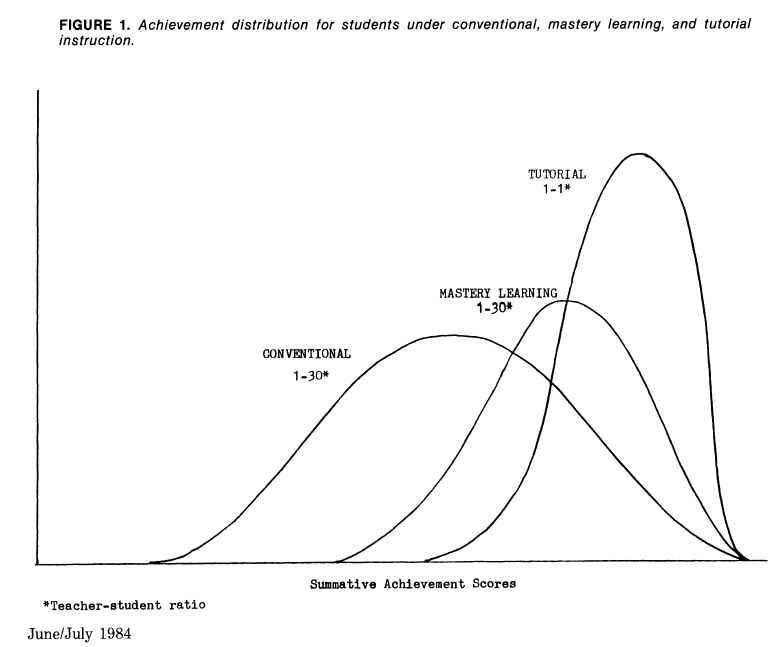 FIGURE 1. Achievement distribution for students under conventional, mastery learning, and tutorial
instruction.
TUTORIAL
1-1*
MASTERY LEARNING
1-30*
CONVENTIONAL
1-30*
Summative Achievement Scores
*Teacher-student ratio
June/July 1984